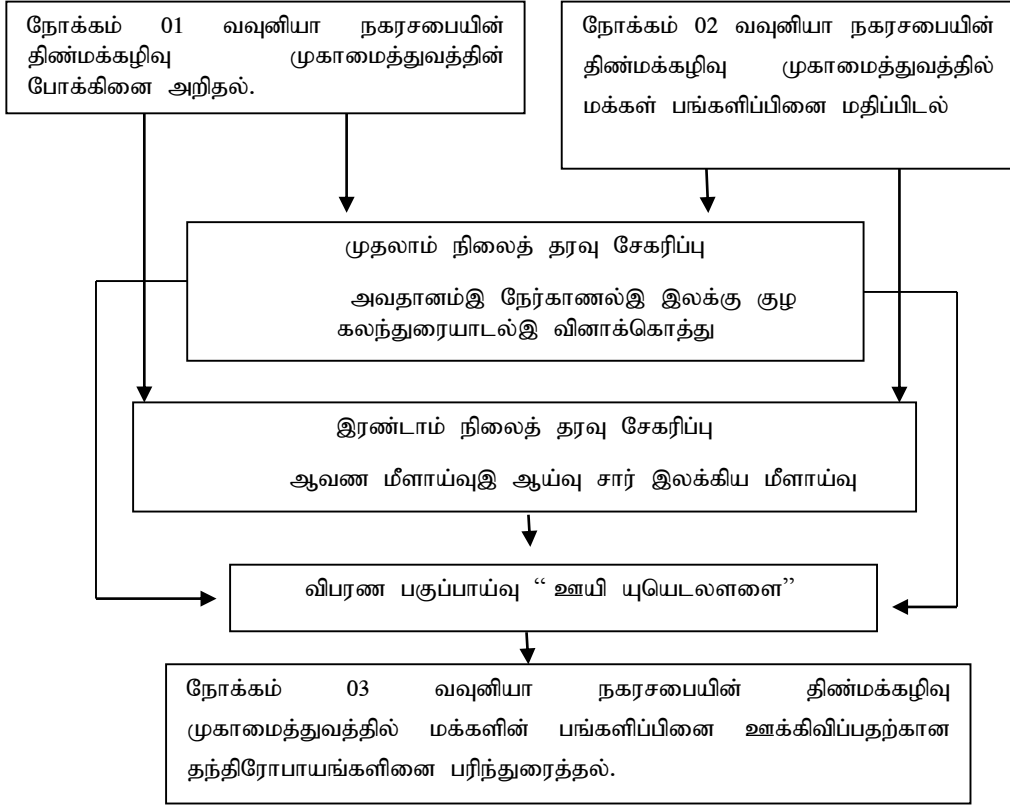 நோக்கம் 01 வவுனியா நகரசபையின்
திண்மக்கழிவு முகாமைத்துவத்தின்
போக்கினை அறிதல்.
நோக்கம் 02 வவுனியா நகரசபையின்
திண்மக்கழிவு முகாமைத்துவத்தில்
மக்கள் பங்களிப்பினை மதிப்பிடல்
முதலாம் நிலைத் தரவு சேகரிப்பு
அவதானம்இ நேர்காணல்இ இலக்கு குழ
கலந்துரையாடல்இ வினாக்கொத்து
இரண்டாம் நிலைத் தரவு சேகரிப்பு
ஆவண மீளாய்வுஇ ஆய்வு சார் இலக்கிய மீளாய்வு
விபரண பகுப்பாய்வு “ ஊயி யுயெடலளளை”
நோக்கம் 03 வவுனியா நகரசபையின் திண்மக்கழிவு
முகாமைத்துவத்தில் மக்களின் பங்களிப்பினை ஊக்கிவிப்பதற்கான
தந்திரோபாயங்களினை பரிந்துரைத்தல்.